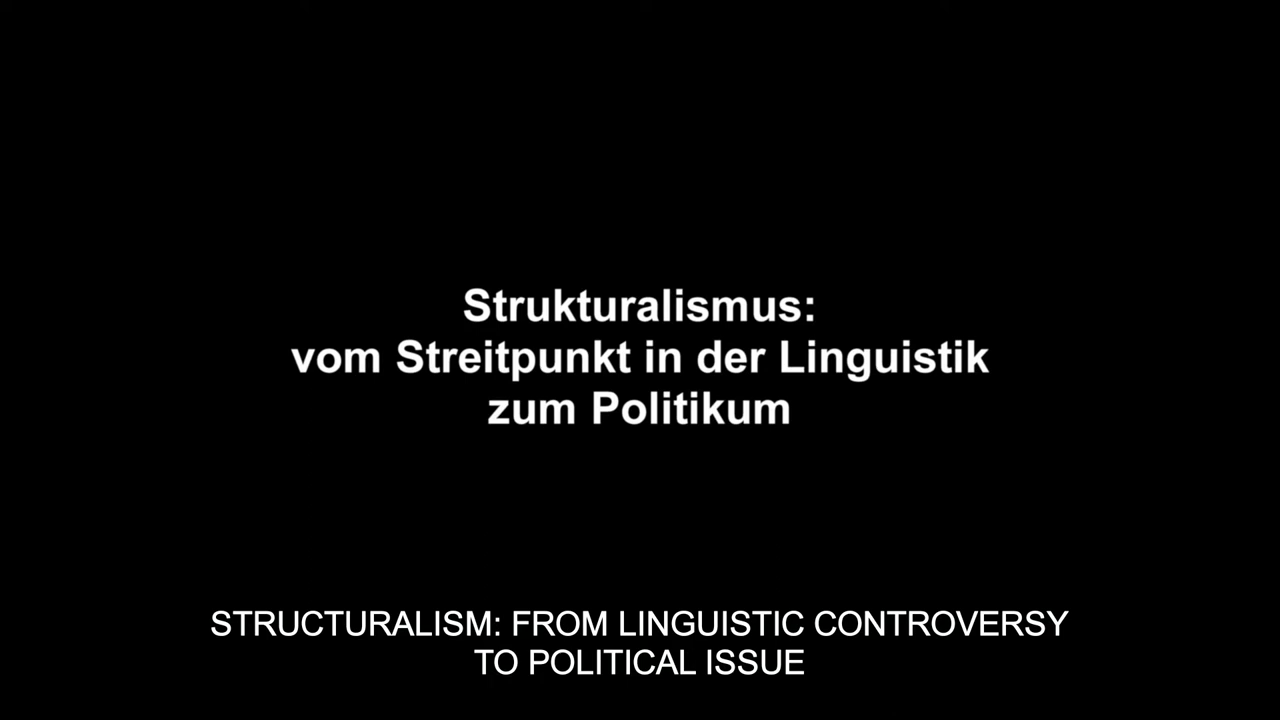 Strukturalismus:
vom Streitpunkt in der Linguistik
zum Politikum
STRUCTURALISM: FROM LINGUISTIC CONTROVERSY
TO POLITICAL ISSUE